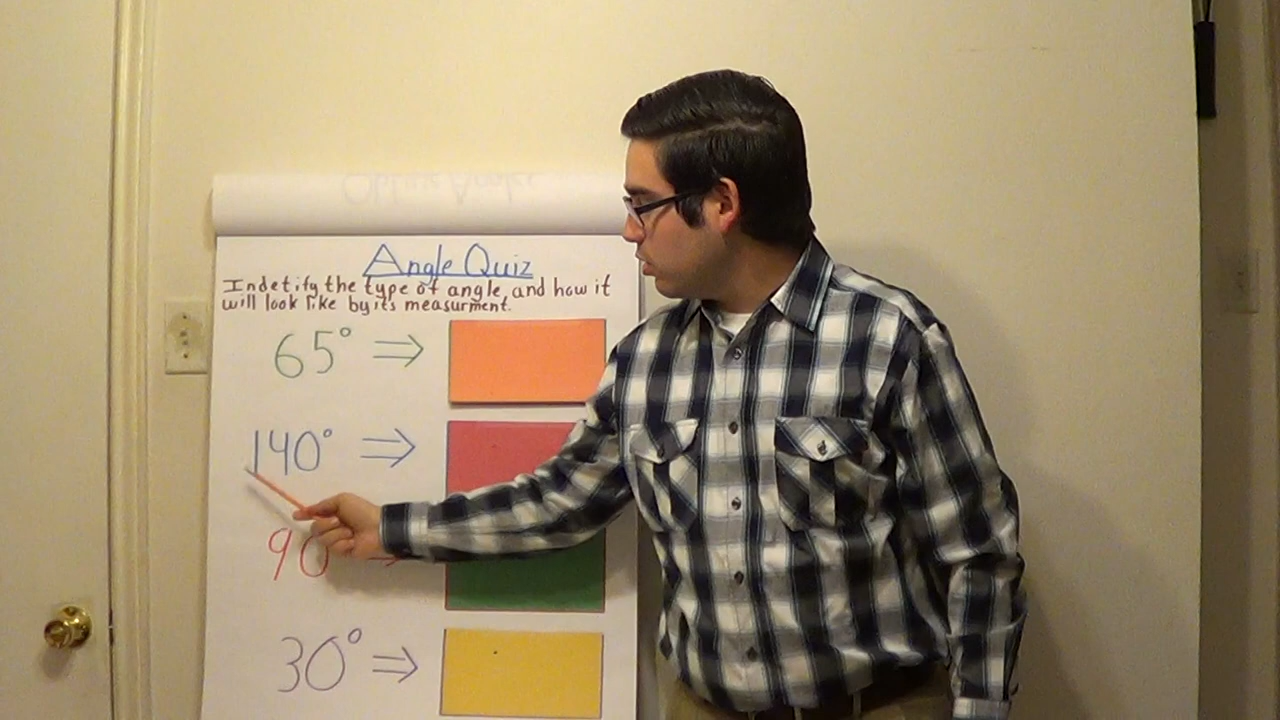 Angle Quiz
Indetify the type of angle, and how it
will look like by its measurment.
65° ⇒
140° ⇒
90
30° ⇒